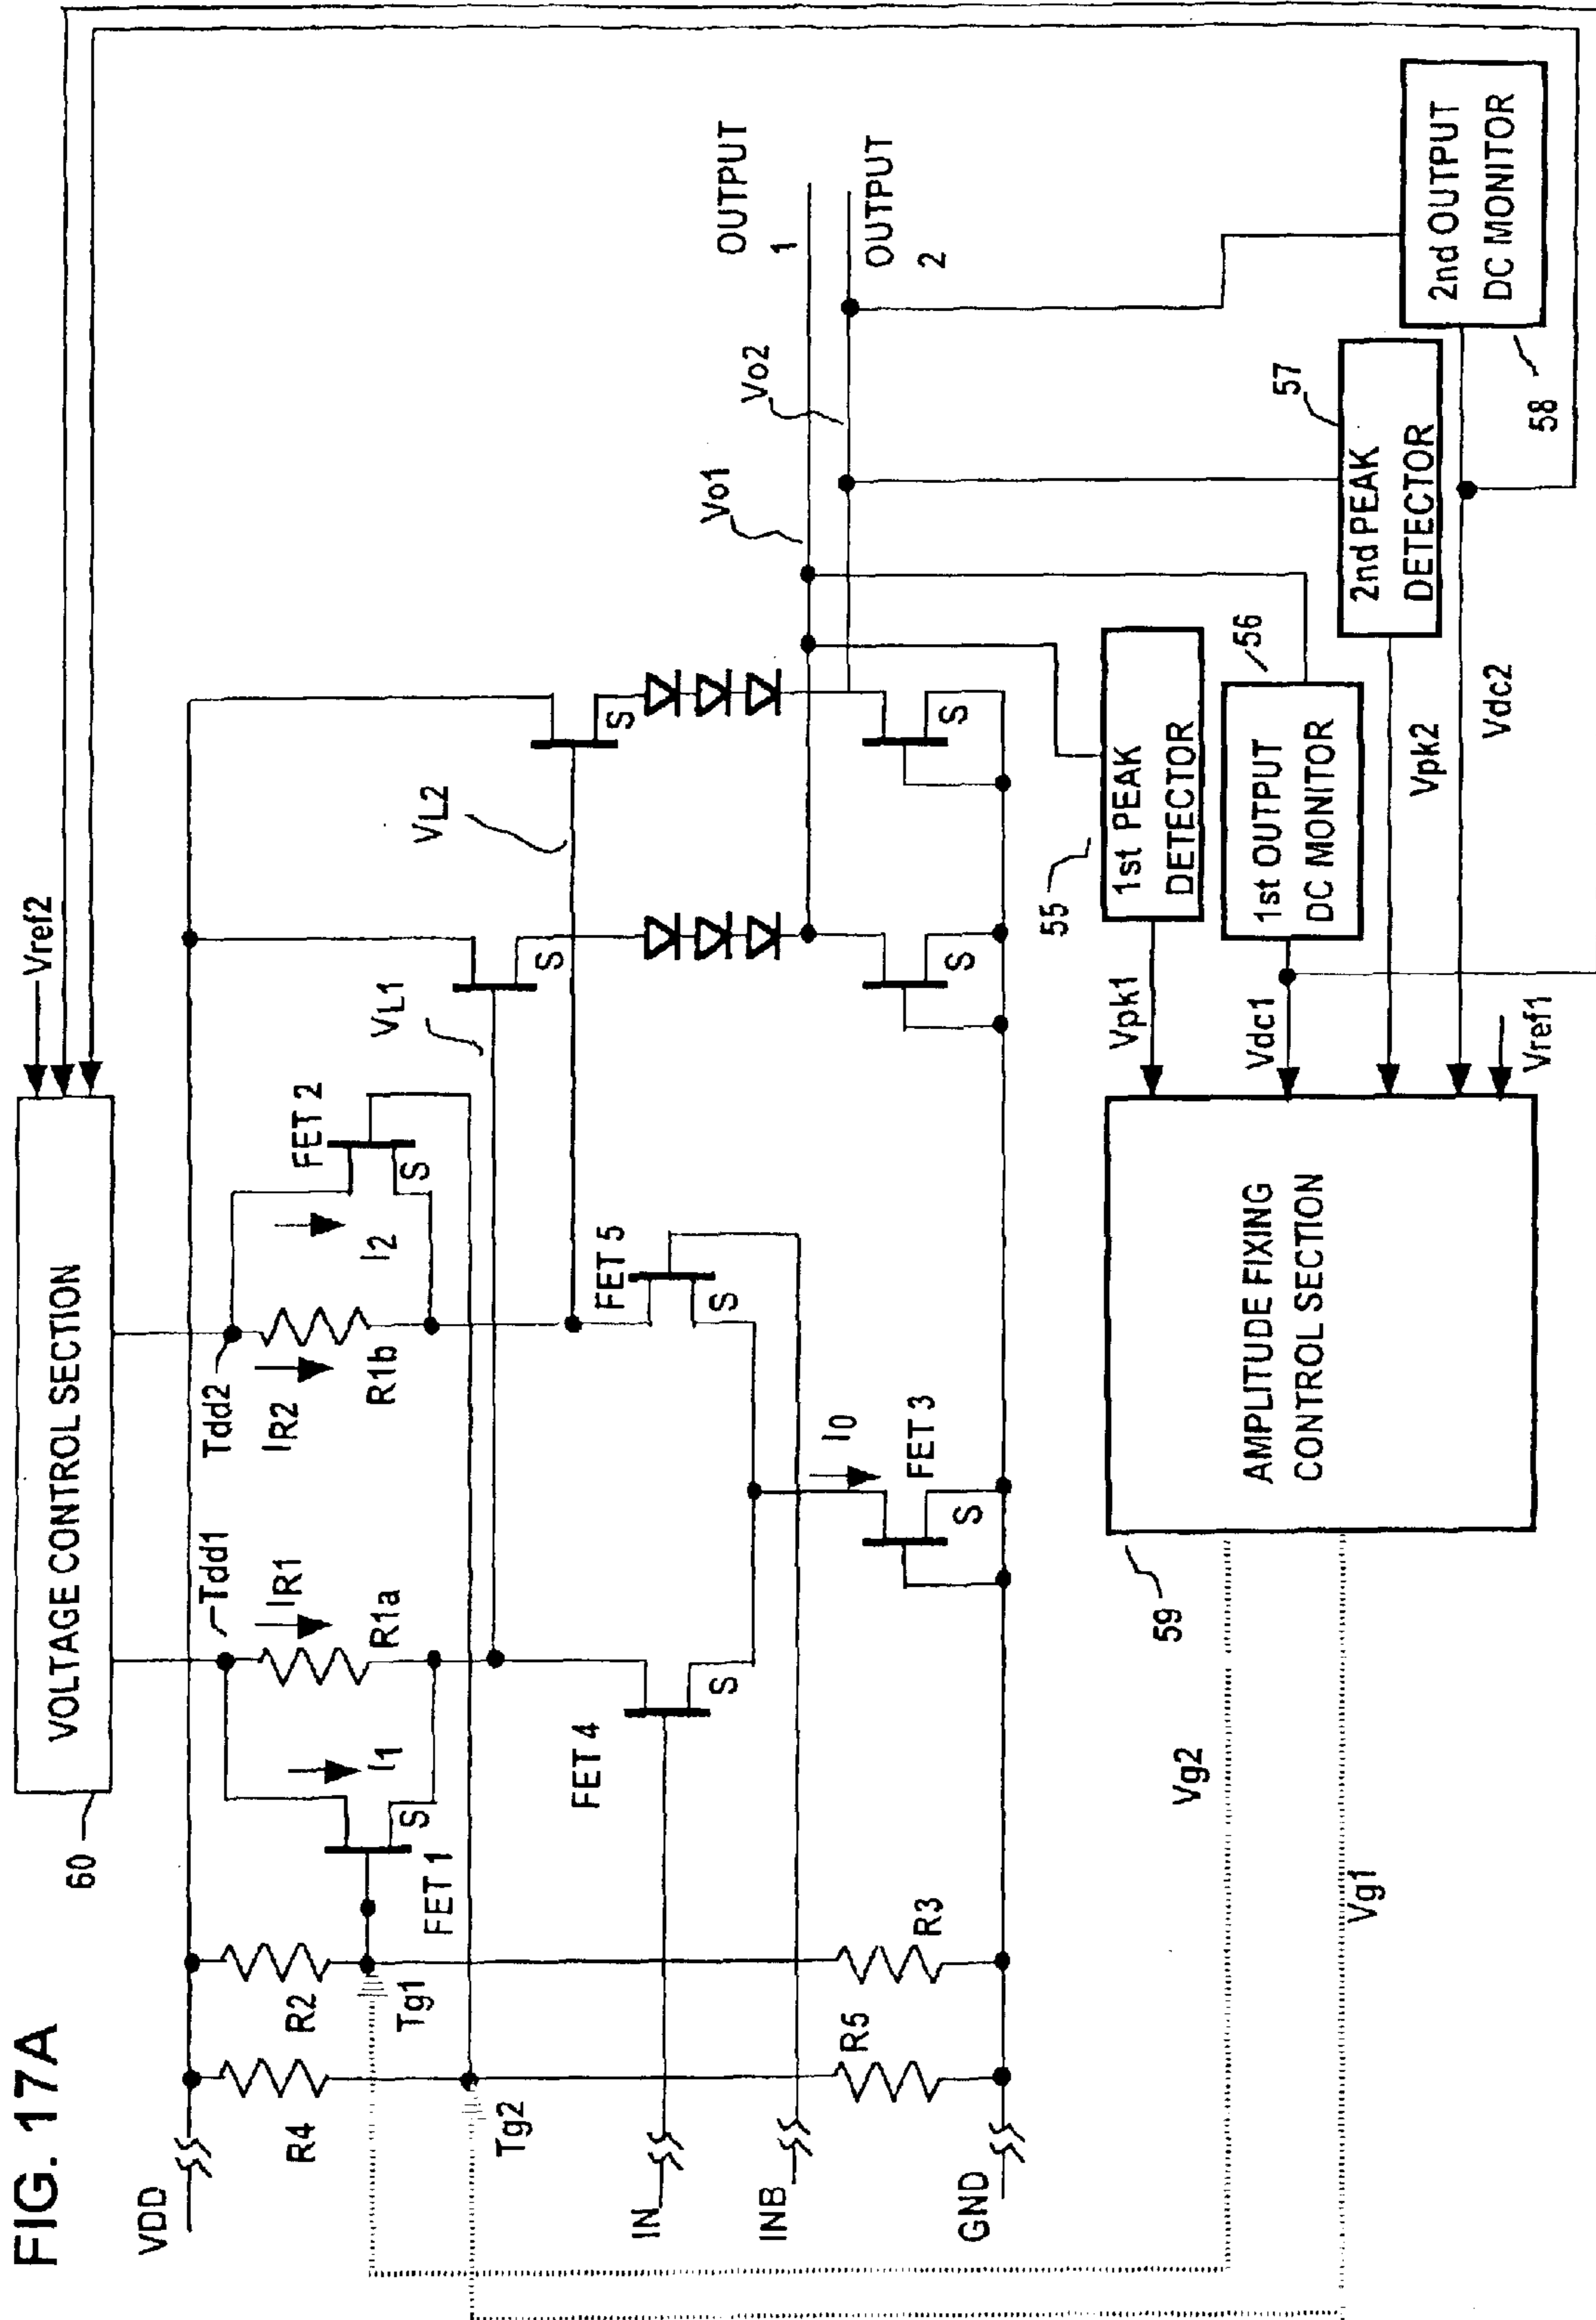 FIG. 17A
60
VOLTAGE CONTROL SECTION
Vref2
VDD
R4
R2
Tg1
Tg2
FET 1
S
I1
Tdd1
IR1
R1a
Tdd2
IR2
R1b
I2
FET 2
S
VL1
VL2
S
S
IN
INB
GND
FET 4
S
FET 5
S
R5
R3
I0
FET 3
S
S
S
Vo1
Vo2
OUTPUT
1
OUTPUT
2
Vg2
Vg1
59
AMPLITUDE FIXING
CONTROL SECTION
Vpk1
Vdc1
Vref1
55
1st PEAK
DETECTOR
56
1st OUTPUT
DC MONITOR
Vpk2
Vdc2
57
2nd PEAK
DETECTOR
58
2nd OUTPUT
DC MONITOR